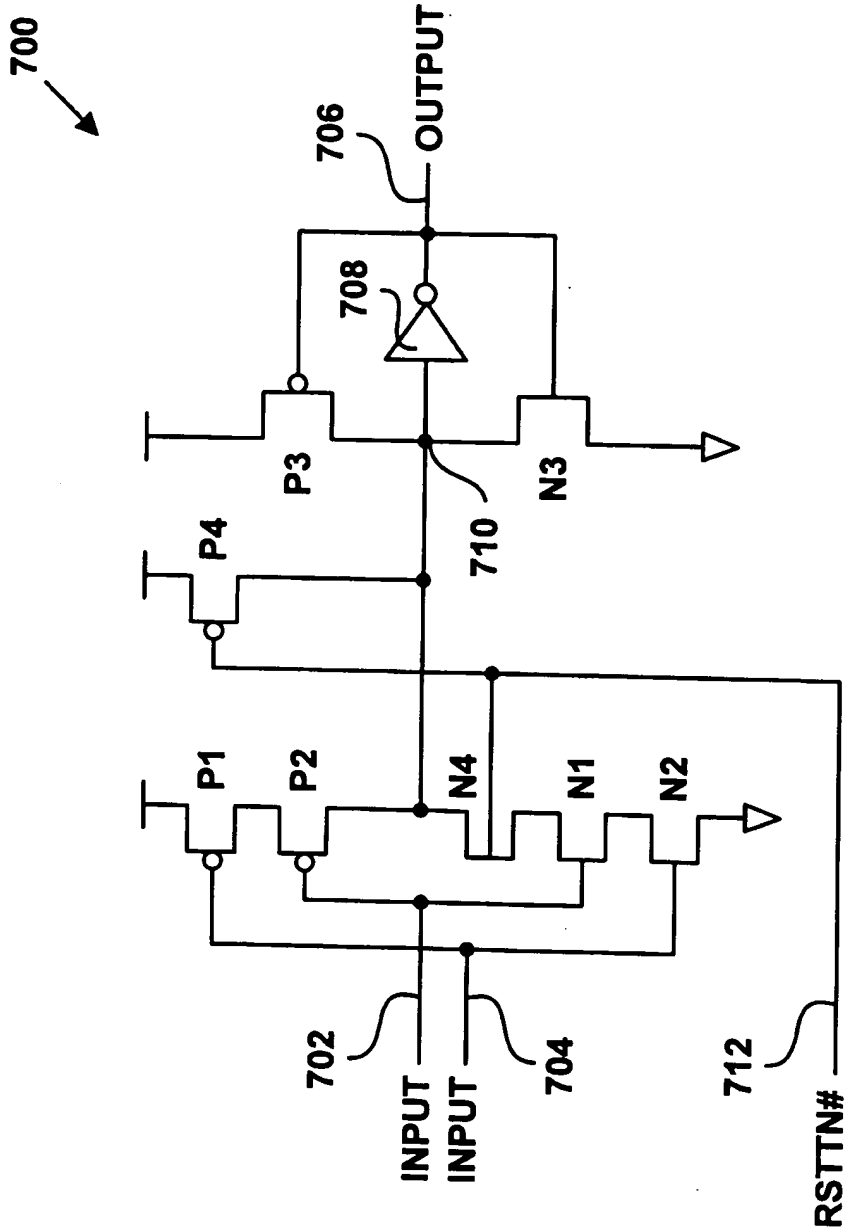 700
P1
P2
P4
P3
708
706
OUTPUT
N4
N1
N2
710
N3
702
INPUT
INPUT
704
712
RSTTN#